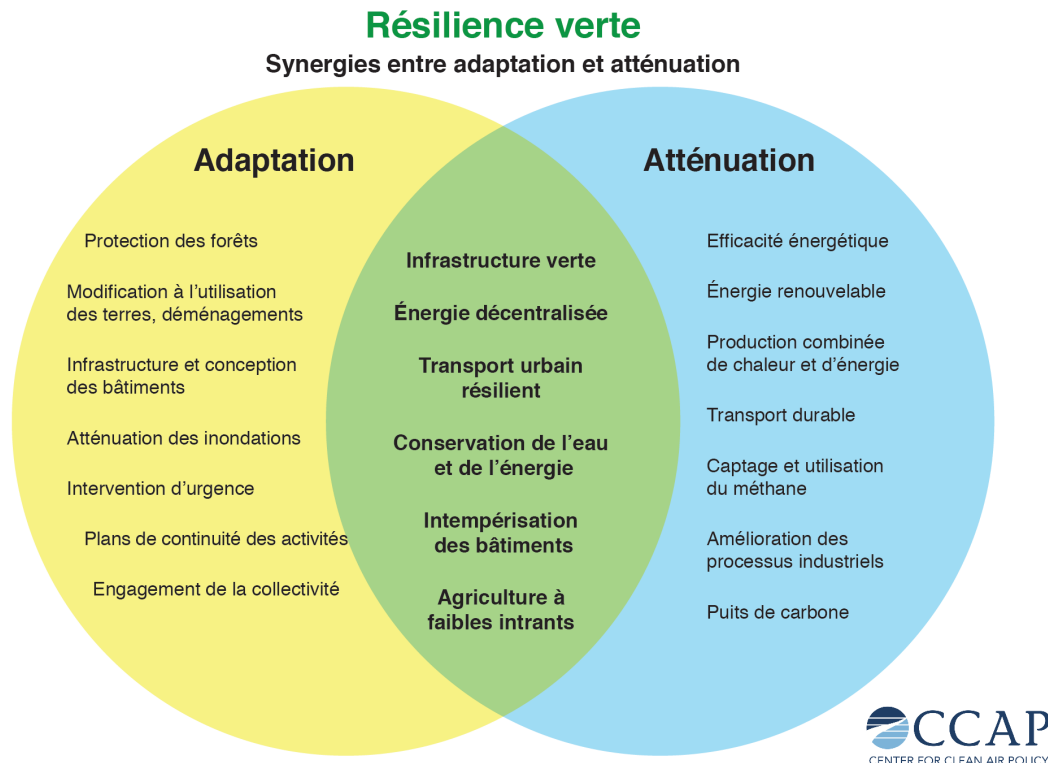 Résilience verte
Synergies entre adaptation et atténuation
Adaptation
Protection des forêts
Modification à l’utilisation
des terres, déménagements
Infrastructure et conception
des bâtiments
Atténuation des inondations
Intervention d’urgence
Plans de continuité des activités
Engagement de la collectivité
Infrastructure verte
Énergie décentralisée
Transport urbain
résilient
Conservation de l’eau
et de l’énergie
Intempérisation
des bâtiments
Agriculture à
faibles intrants
Atténuation
Efficacité énergétique
Énergie renouvelable
Production combinée
de chaleur et d’énergie
Transport durable
Captage et utilisation
du méthane
Amélioration des
processus industriels
Puits de carbone
CCAP
CENTER FOR CLEAN AIR POLICY